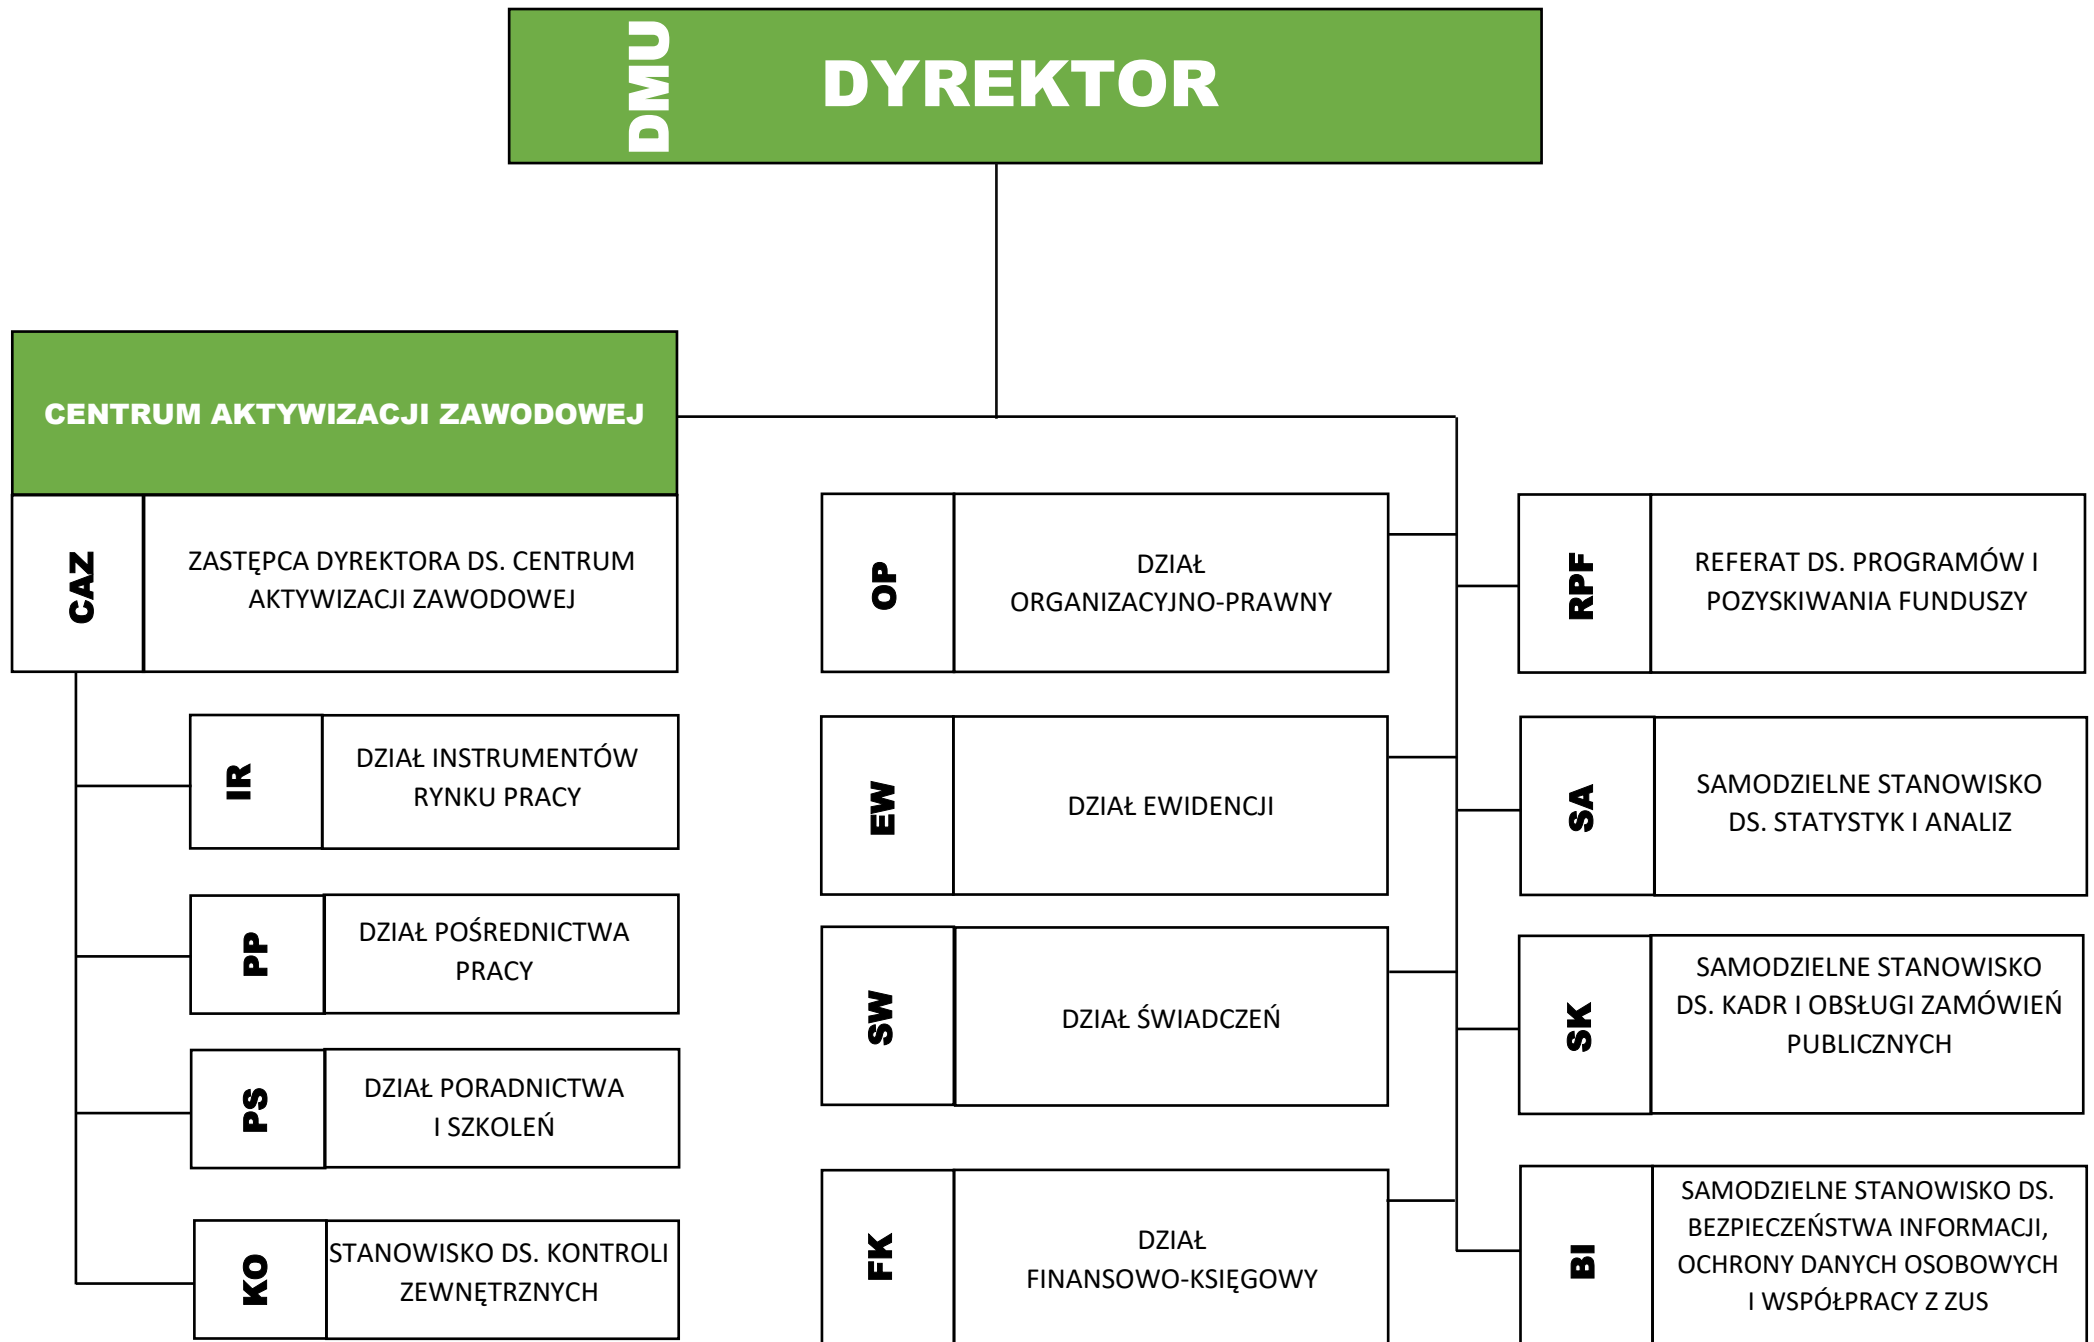 DMU
DYREKTOR
CENTRUM AKTYWIZACJI ZAWODOWEJ
CAZ
ZASTĘPCA DYREKTORA DS. CENTRUM
AKTYWIZACJI ZAWODOWEJ
IR
DZIAŁ INSTRUMENTÓW
RYNKU PRACY
PP
DZIAŁ POŚREDNICTWA
PRACY
PS
DZIAŁ PORADNICTWA
I SZKOLEŃ
KO
STANOWISKO DS. KONTROLI
ZEWNĘTRZNYCH
OP
DZIAŁ
ORGANIZACYJNO-PRAWNY
EW
DZIAŁ EWIDENCJI
SW
DZIAŁ ŚWIADCZEŃ
FK
DZIAŁ
FINANSOWO-KSIĘGOWY
RPF
REFERAT DS. PROGRAMÓW I
POZYSKIWANIA FUNDUSZY
SA
SAMODZIELNE STANOWISKO
DS. STATYSTYK I ANALIZ
SK
SAMODZIELNE STANOWISKO
DS. KADR I OBSŁUGI ZAMÓWIEŃ
PUBLICZNYCH
BI
SAMODZIELNE STANOWISKO DS.
BEZPIECZEŃSTWA INFORMACJI,
OCHRONY DANYCH OSOBOWYCH
I WSPÓŁPRACY Z ZUS